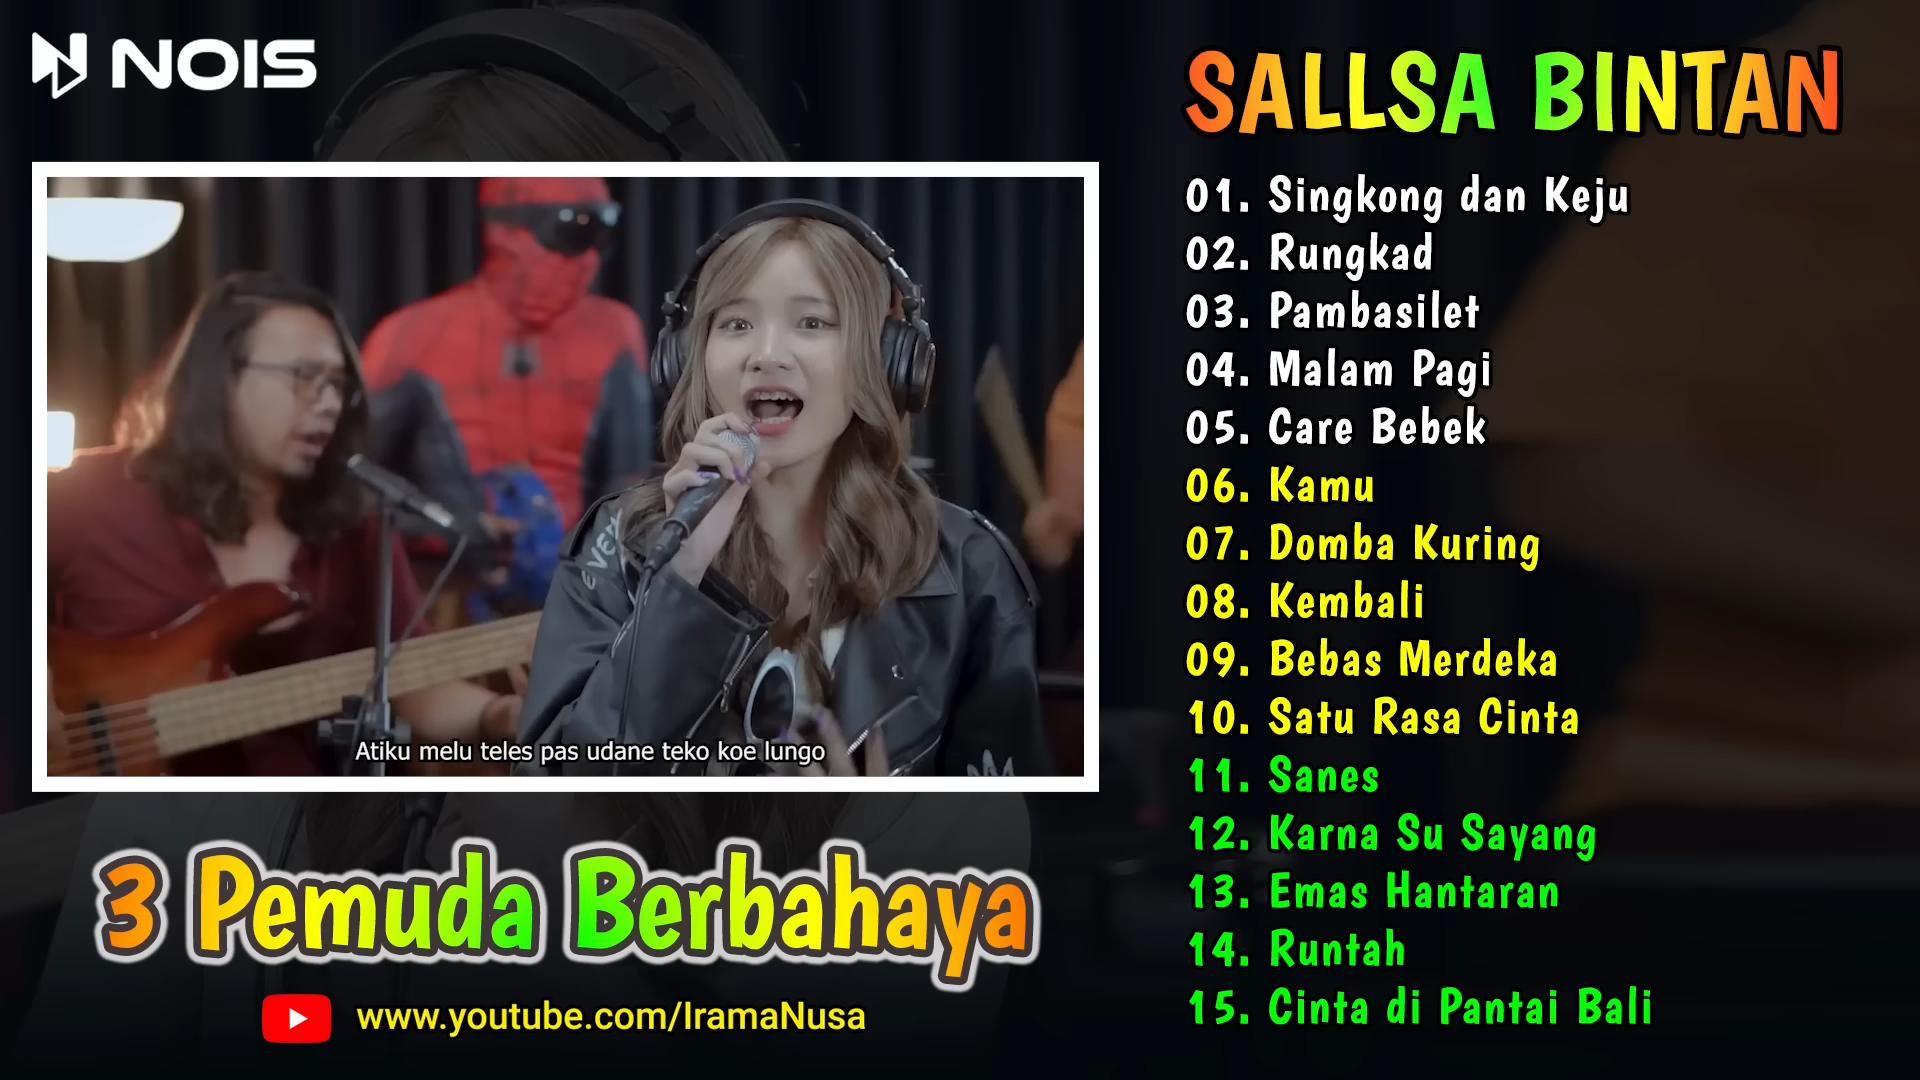 NOIS
SALLSA BINTAN
01. Singkong dan Keju
02. Rungkad
03. Pambasilet
04. Malam Pagi
05. Care Bebek
06. Kamu
07. Domba Kuring
08. Kembali
09. Bebas Merdeka
10. Satu Rasa Cinta
11. Sanes
12. Karna Su Sayang
13. Emas Hantaran
14. Runtah
15. Cinta di Pantai Bali
Atiku melu teles pas udane teko koe lungo
3 Pemuda Berbahaya
www.youtube.com/IramaNusa